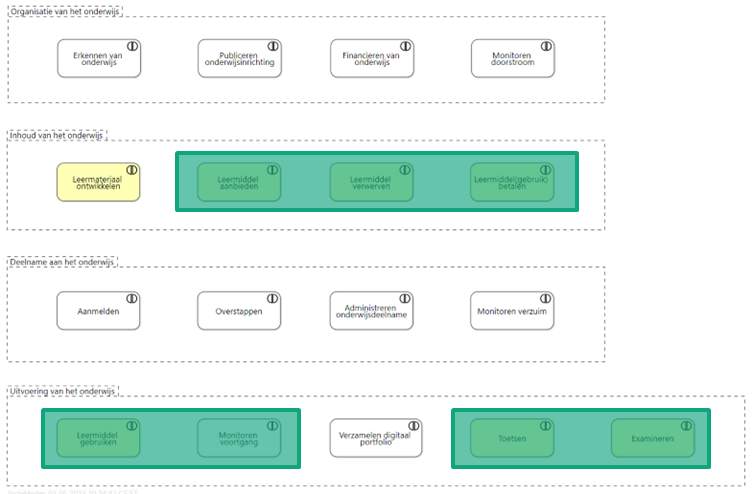 Organisatie van het onderwijs
Erkennen van
onderwijs
Publiceren
onderwijsinrichting
Financieren van
onderwijs
Monitoren
doorstroom
Inhoud van het onderwijs
Leermateriaal
ontwikkelen
Leermiddel
aanbieden
Leermiddel
verwerven
Leermiddel(gebruik)
betalen
Deelname aan het onderwijs
Aanmelden
Overstappen
Administreren
onderwijsdeelname
Monitoren verzuim
Uitvoering van het onderwijs
Leermiddel
gebruiken
Monitoren
voortgang
Verzamelen digitaal
portfolio
Toetsen
Examineren